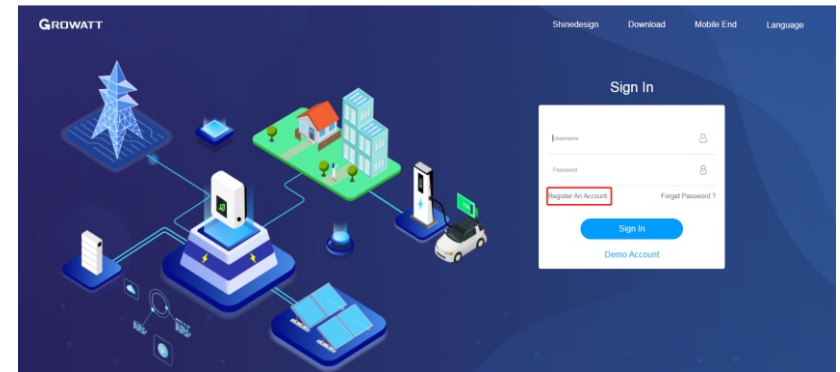 GROWATT
Shinedesign Download Mobile End Language
Sign In
Username
Password
Register An Account Forget Password ?
Sign In
Demo Account